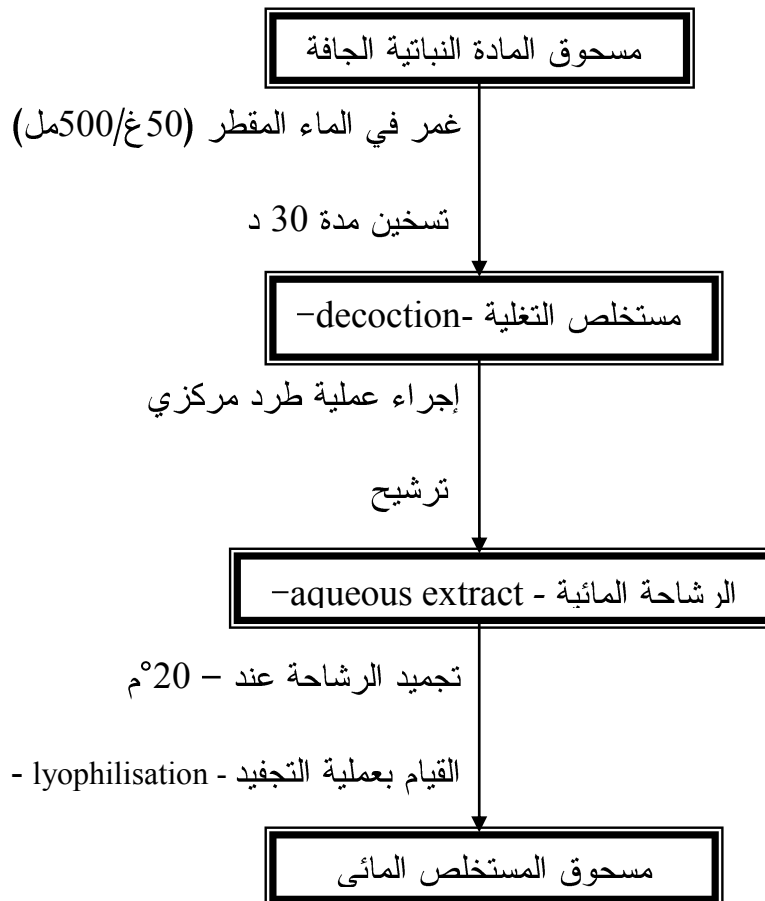 مسحوق المادة النباتية الجافة
غمر في الماء المقطر (50غ/500مل)
تسخين مدة 30 د
مستخلص التغلية -decoction-
إجراء عملية طرد مركزي
ترشيح
الرشاحة المائية - aqueous extract-
تجميد الرشاحة عند – 20°م
القيام بعملية التجفيد - lyophilisation -
مسحوق المستخلص المائي